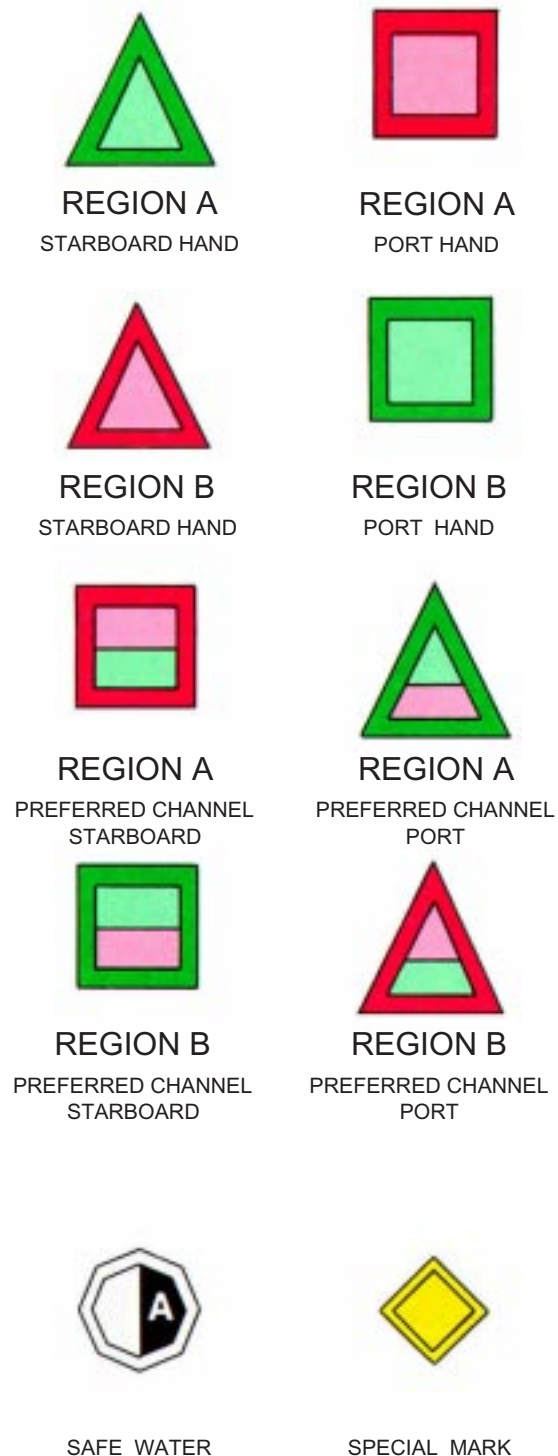 REGION A
STARBOARD HAND
REGION A
PORT HAND
REGION B
STARBOARD HAND
REGION B
PORT HAND
REGION A
PREFERRED CHANNEL
STARBOARD
REGION A
PREFERRED CHANNEL
PORT
REGION B
PREFERRED CHANNEL
STARBOARD
REGION B
PREFERRED CHANNEL
PORT
A
SAFE WATER
SPECIAL MARK